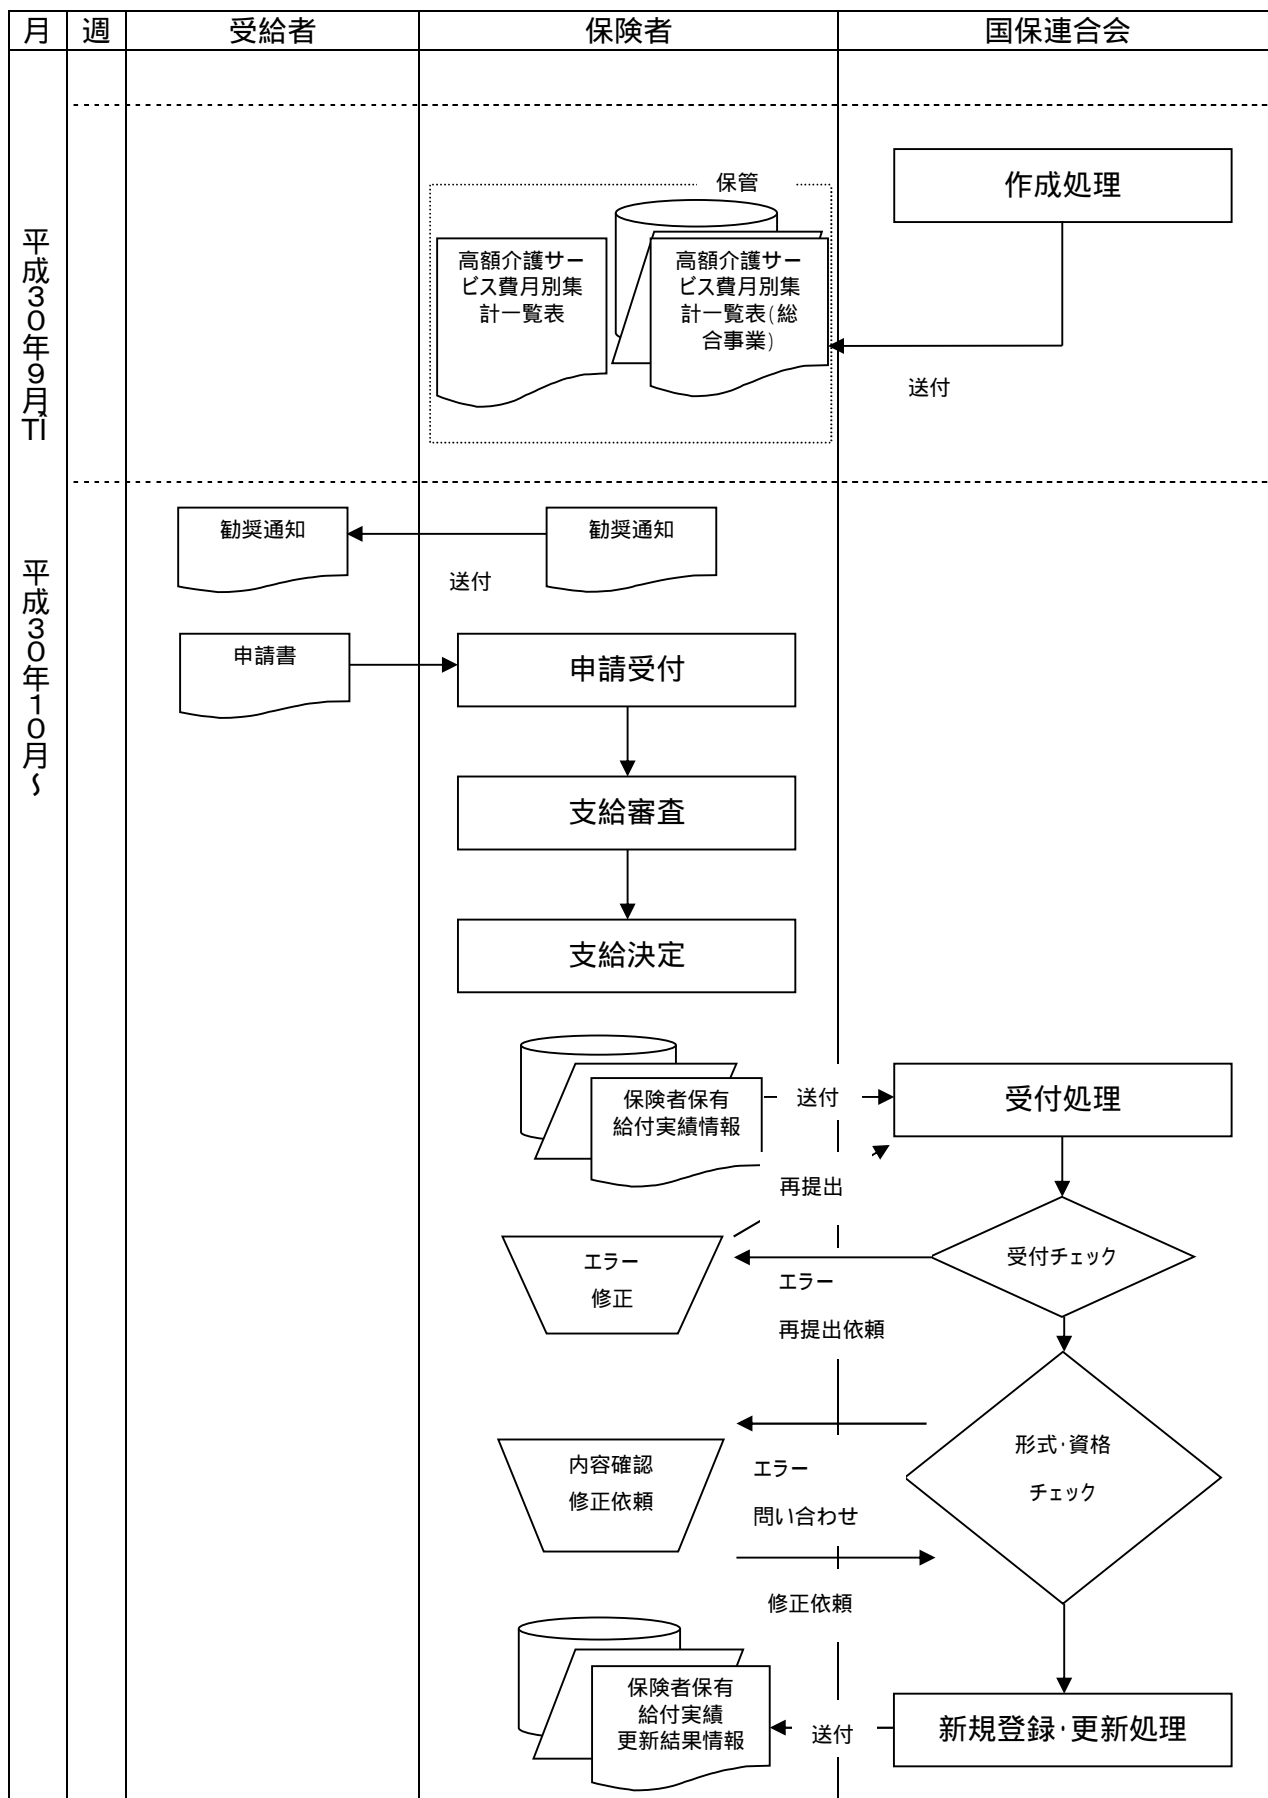 月 週 受給者 保険者 国保連合会
平成30年9月
作成処理
保管
高額介護サー
ビス費月別集
計一覧表
高額介護サー
ビス費月別集
計一覧表(総
合事業)
送付
平成30年10月~
勧奨通知
勧奨通知
送付
申請書
申請受付
支給審査
支給決定
保険者保有
給付実績情報
送付
受付処理
再提出
受付チェック
エラー
修正
エラー
再提出依頼
形式・資格
チェック
内容確認
修正依頼
エラー
問い合わせ
修正依頼
保険者保有
給付実績
更新結果情報
送付
新規登録・更新処理